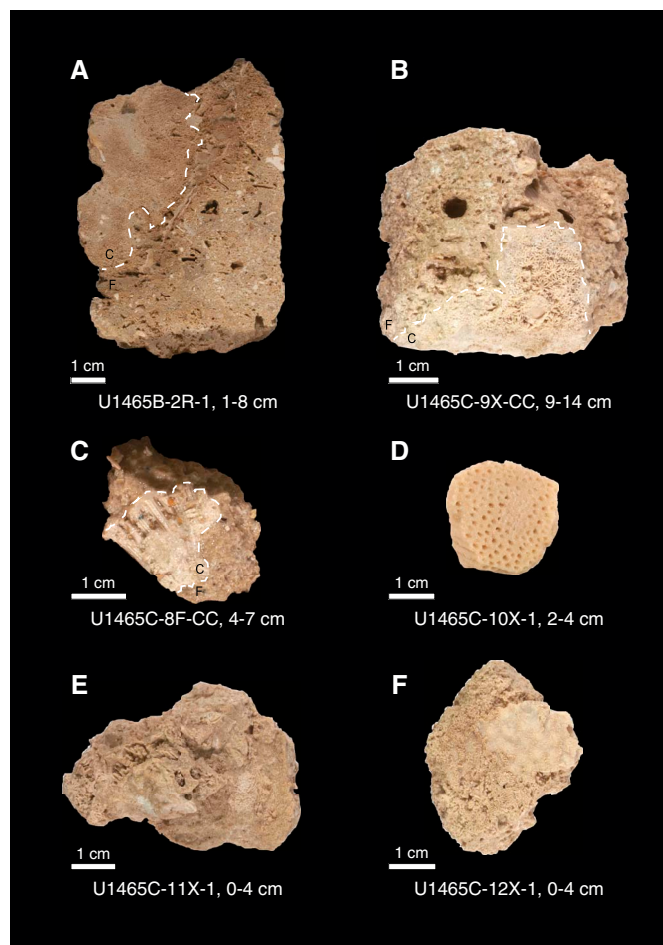 A
C
F
1 cm
U1465B-2R-1, 1-8 cm
B
F
C
1 cm
U1465C-9X-CC, 9-14 cm
C
C
F
1 cm
U1465C-8F-CC, 4-7 cm
D
1 cm
U1465C-10X-1, 2-4 cm
E
1 cm
U1465C-11X-1, 0-4 cm
F
1 cm
U1465C-12X-1, 0-4 cm